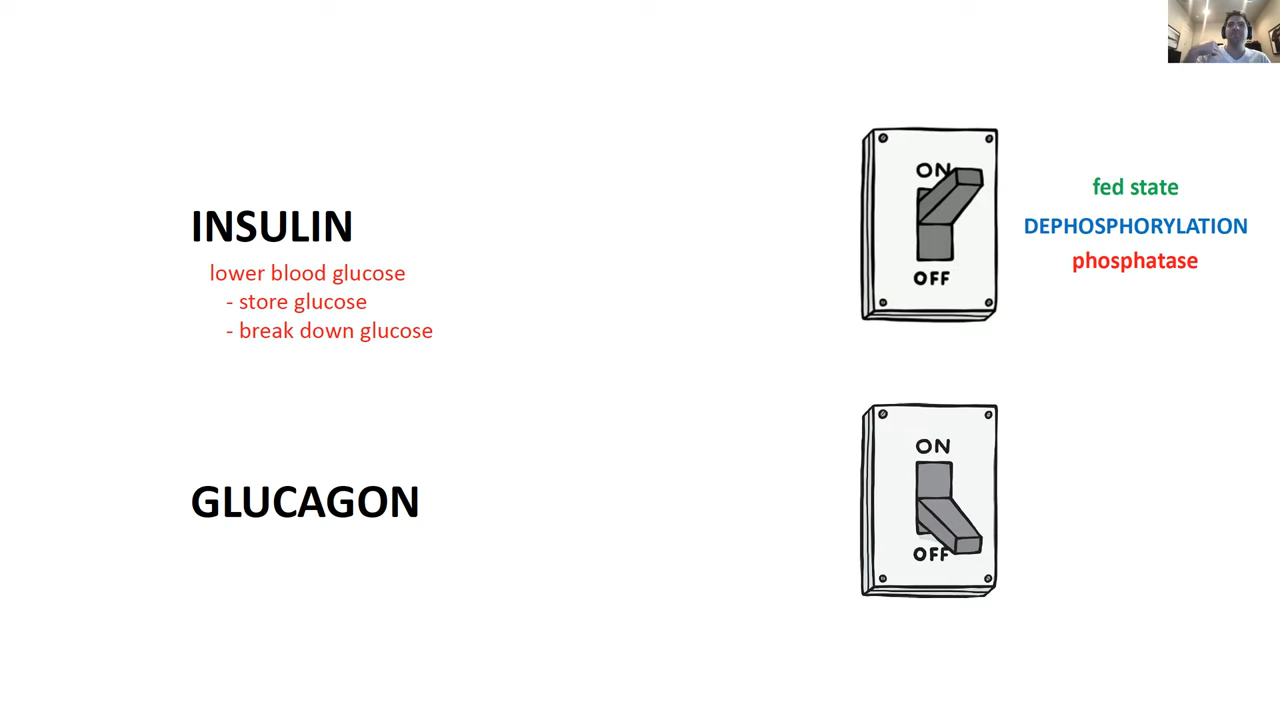 INSULIN
lower blood glucose
- store glucose
- break down glucose
ON
OFF
fed state
DEPHOSPHORYLATION
phosphatase
GLUCAGON
ON
OFF